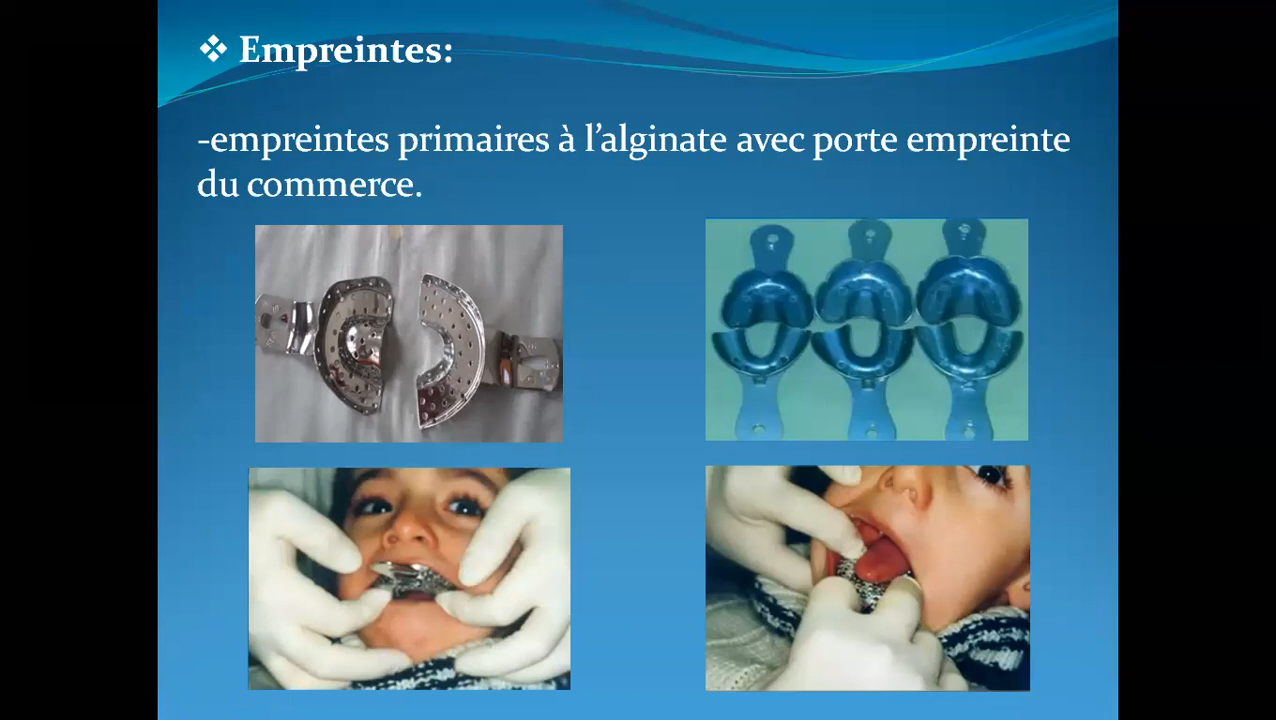 ❖ Empreintes:
-empreintes primaires à l’alginate avec porte empreinte
du commerce.